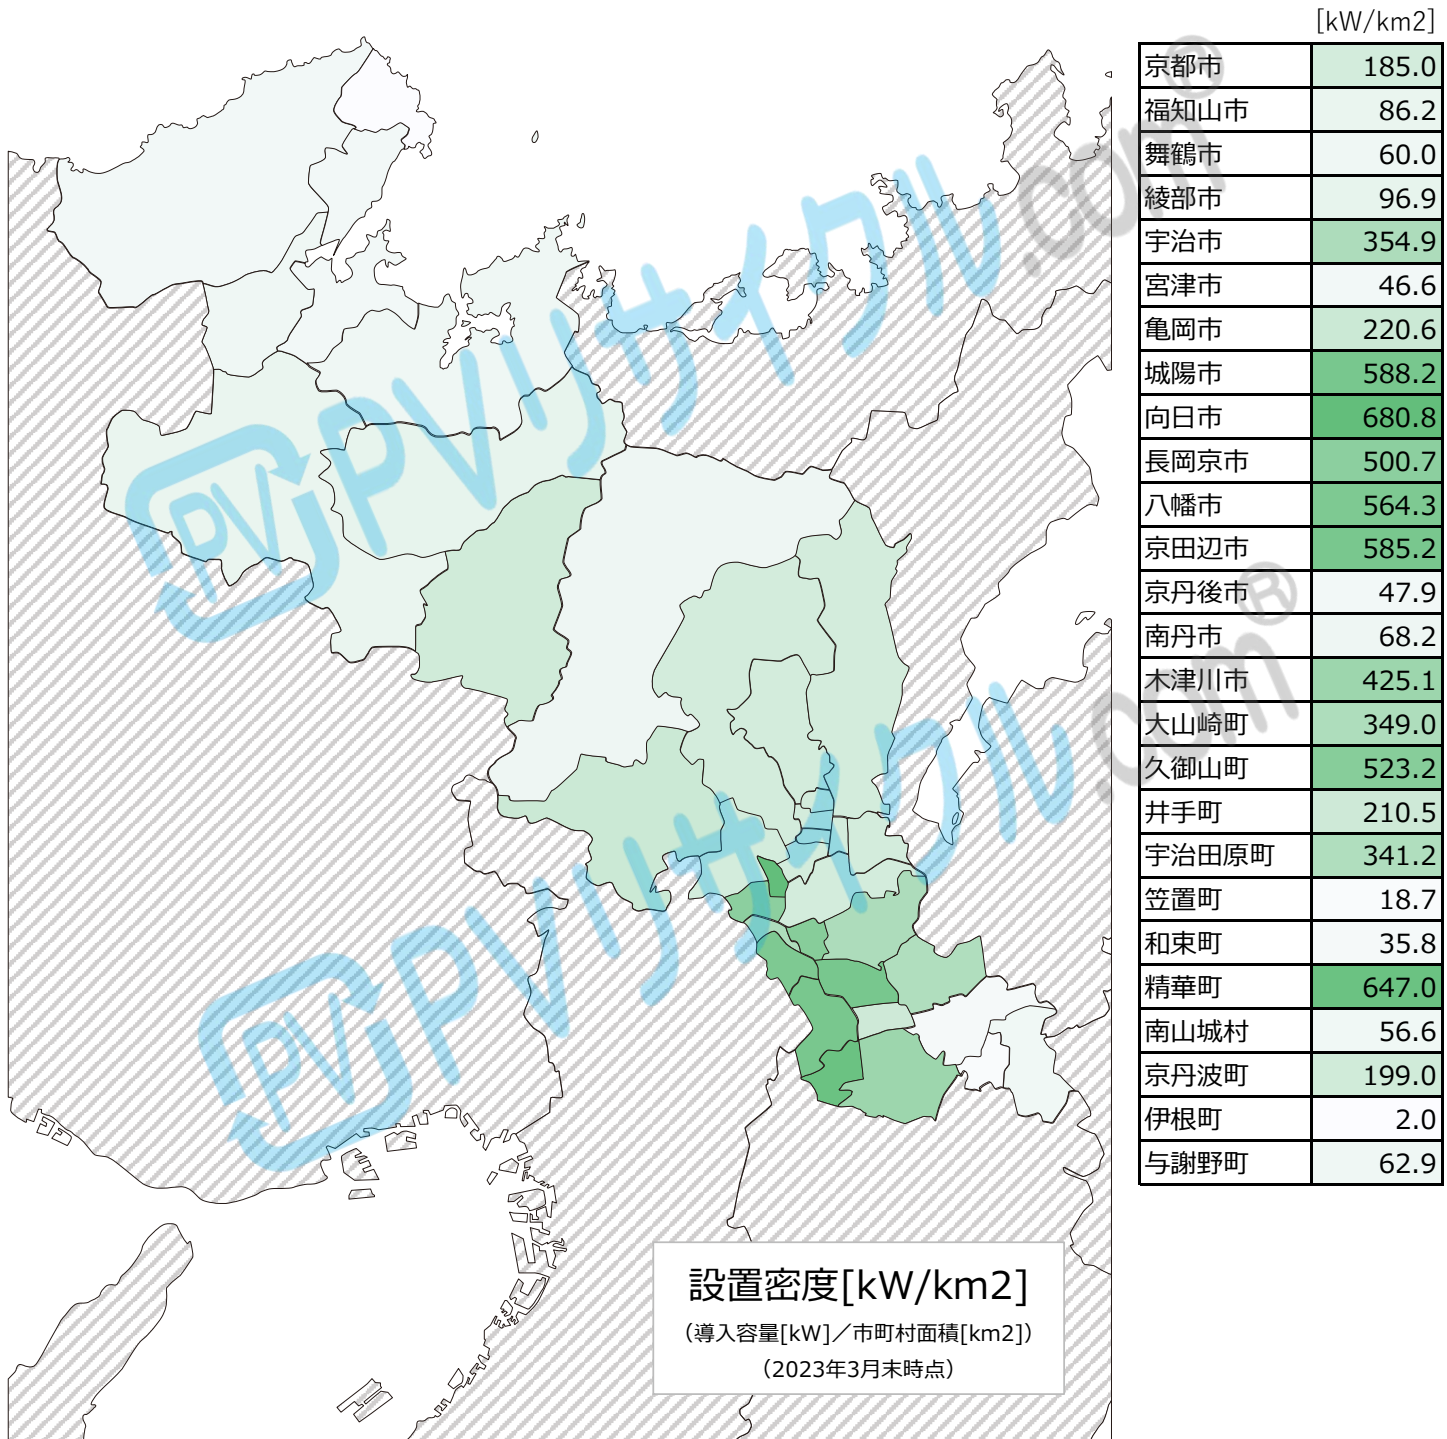 [kW/km2]
京都市 185.0
福知山市 86.2
舞鶴市 60.0
綾部市 96.9
宇治市 354.9
宮津市 46.6
亀岡市 220.6
城陽市 588.2
向日市 680.8
長岡京市 500.7
八幡市 564.3
京田辺市 585.2
京丹後市 47.9
南丹市 68.2
木津川市 425.1
大山崎町 349.0
久御山町 523.2
井手町 210.5
宇治田原町 341.2
笠置町 18.7
和束町 35.8
精華町 647.0
南山城村 56.6
京丹波町 199.0
伊根町 2.0
与謝野町 62.9
PV PVリサイクル.com®
PV PVリサイクル.com®
設置密度[kW/km2]
（導入容量[kW]／市町村面積[km2]）
（2023年3月末時点）